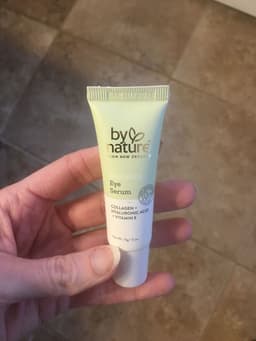 by
nature
FROM NEW ZEALAND
Eye
Serum
COLLAGEN +
HYALURONIC ACID
+ VITAMIN E